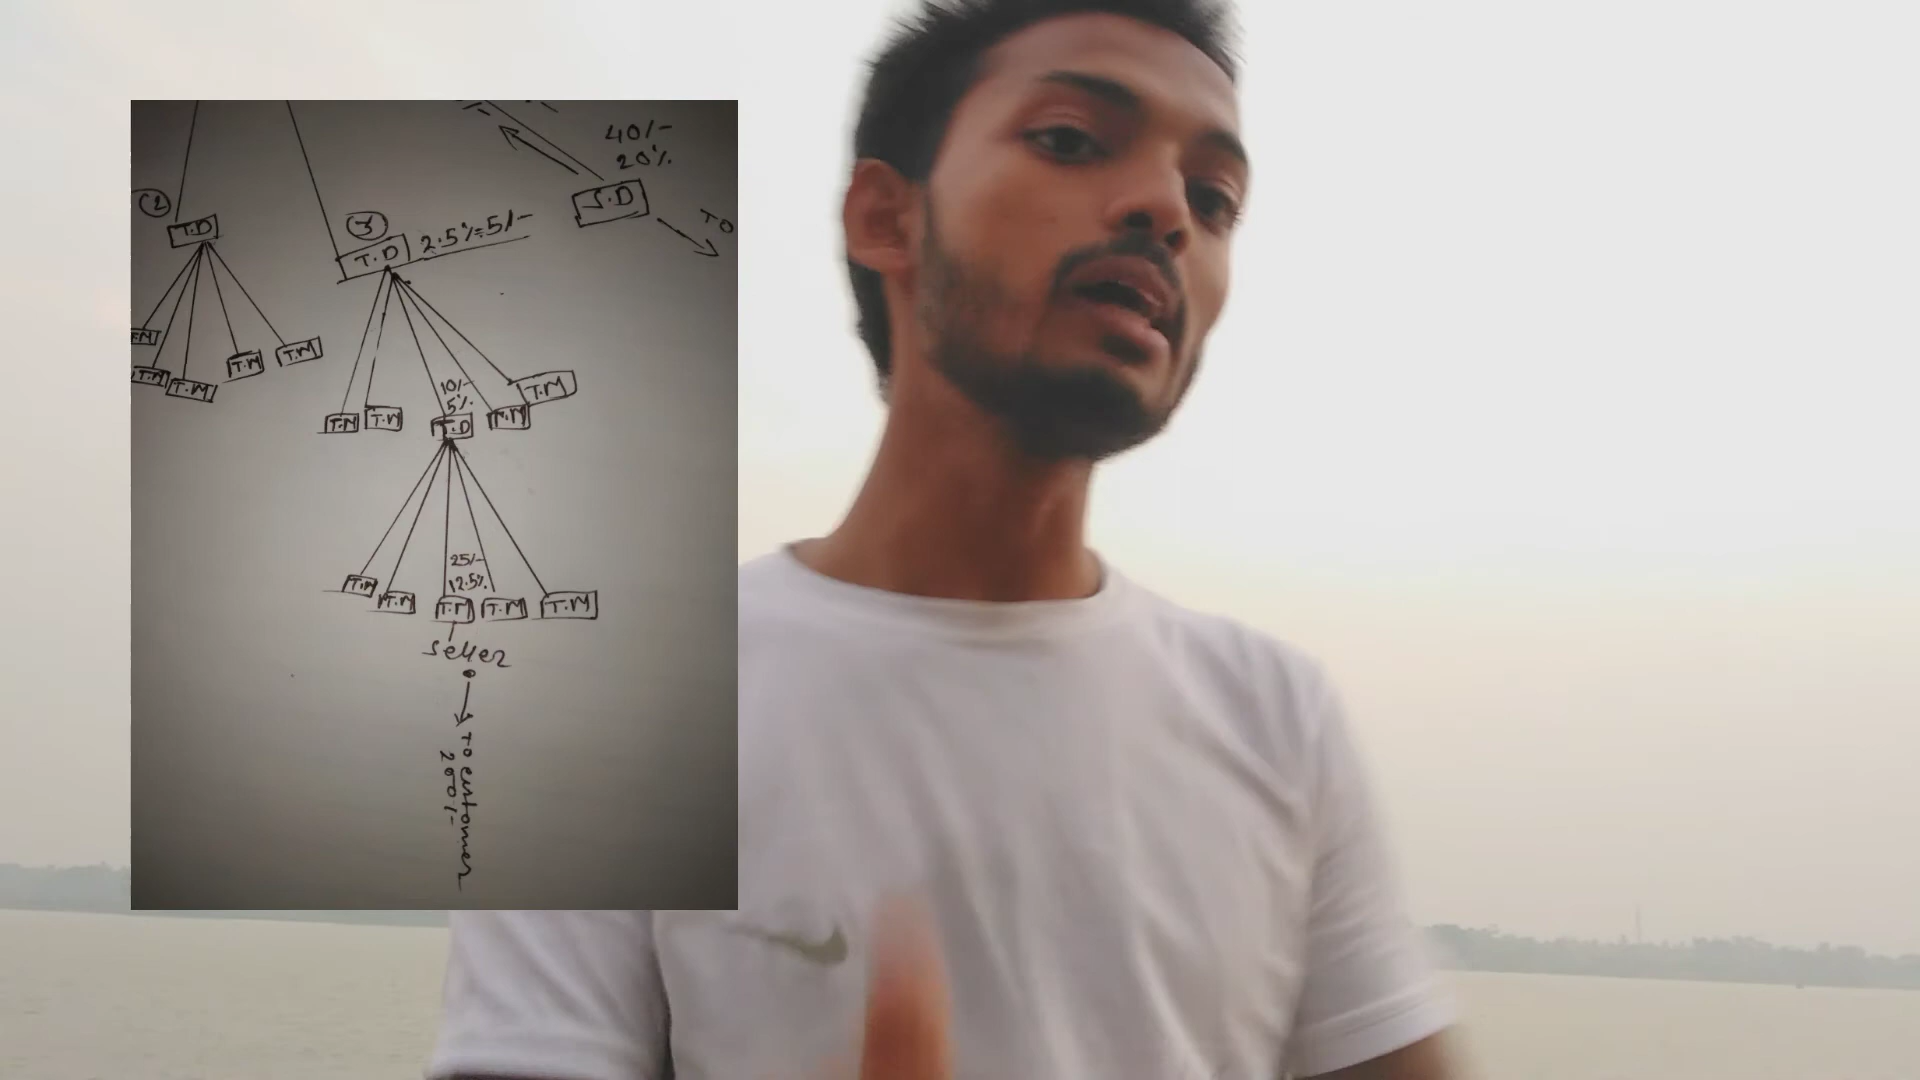 40/-
20%
S.D
TO
2
T.D
3
T.D 2.5%=5/-
T.M
T.M
T.M
T.M
10/-
5%
T.M
T.M
T.M
T.D
T.M
25/-
12.5%
T.M
T.M
T.M
T.M
T.M
seller
To customer
200/-